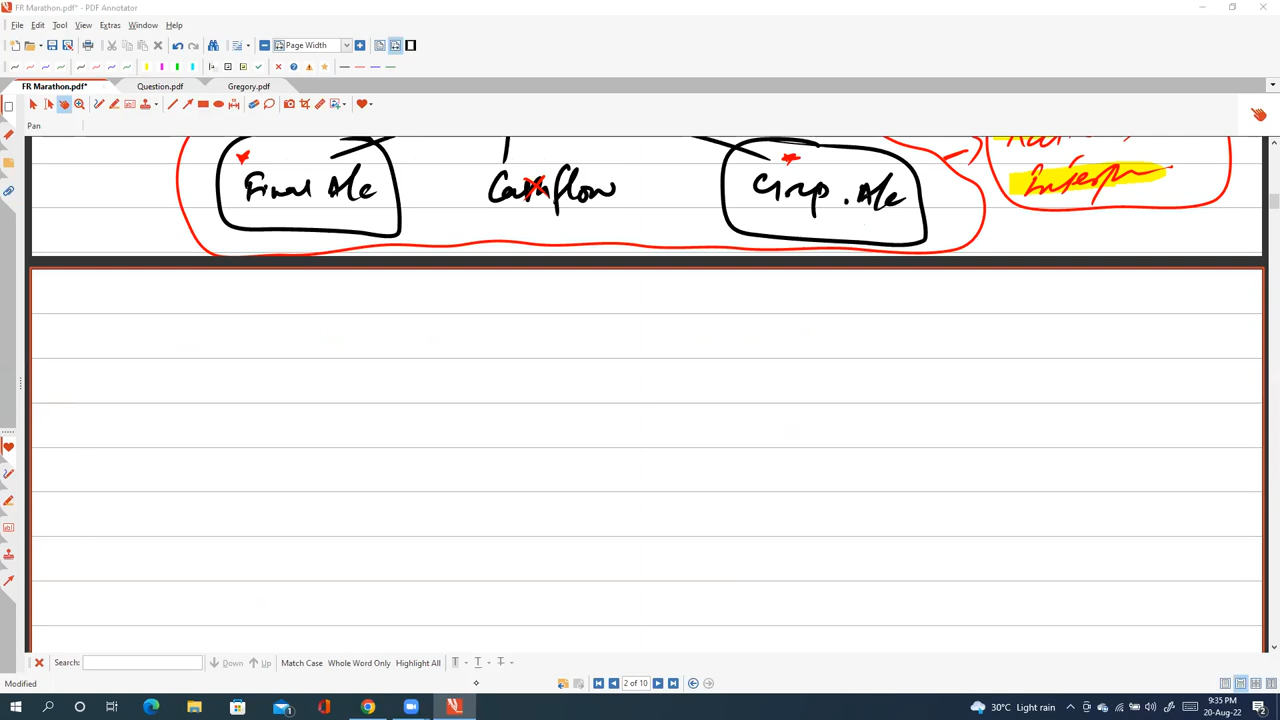 FR Marathon.pdf* - PDF Annotator
File Edit Tool View Extras Window Help
Page Width
FR Marathon.pdf* Question.pdf Gregory.pdf
Pan
Final A/c Cashflow Grop. A/c
Search: Down Up Match Case Whole Word Only Highlight All
Modified 2 of 10
30°C Light rain 9:35 PM
20-Aug-22